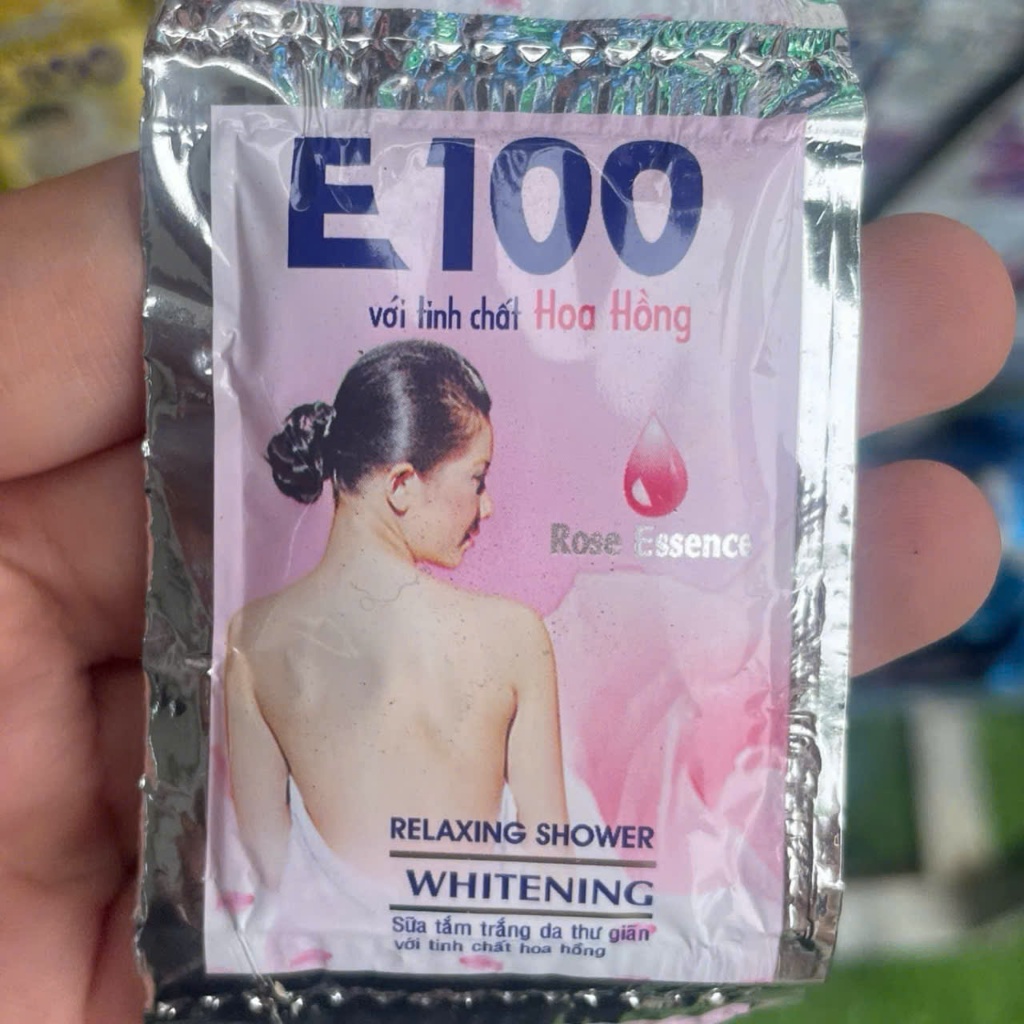 E100
với tinh chất Hoa Hồng
Rose Essence
RELAXING SHOWER
WHITENING
Sữa tắm trắng da thư giãn
với tinh chất hoa hồng